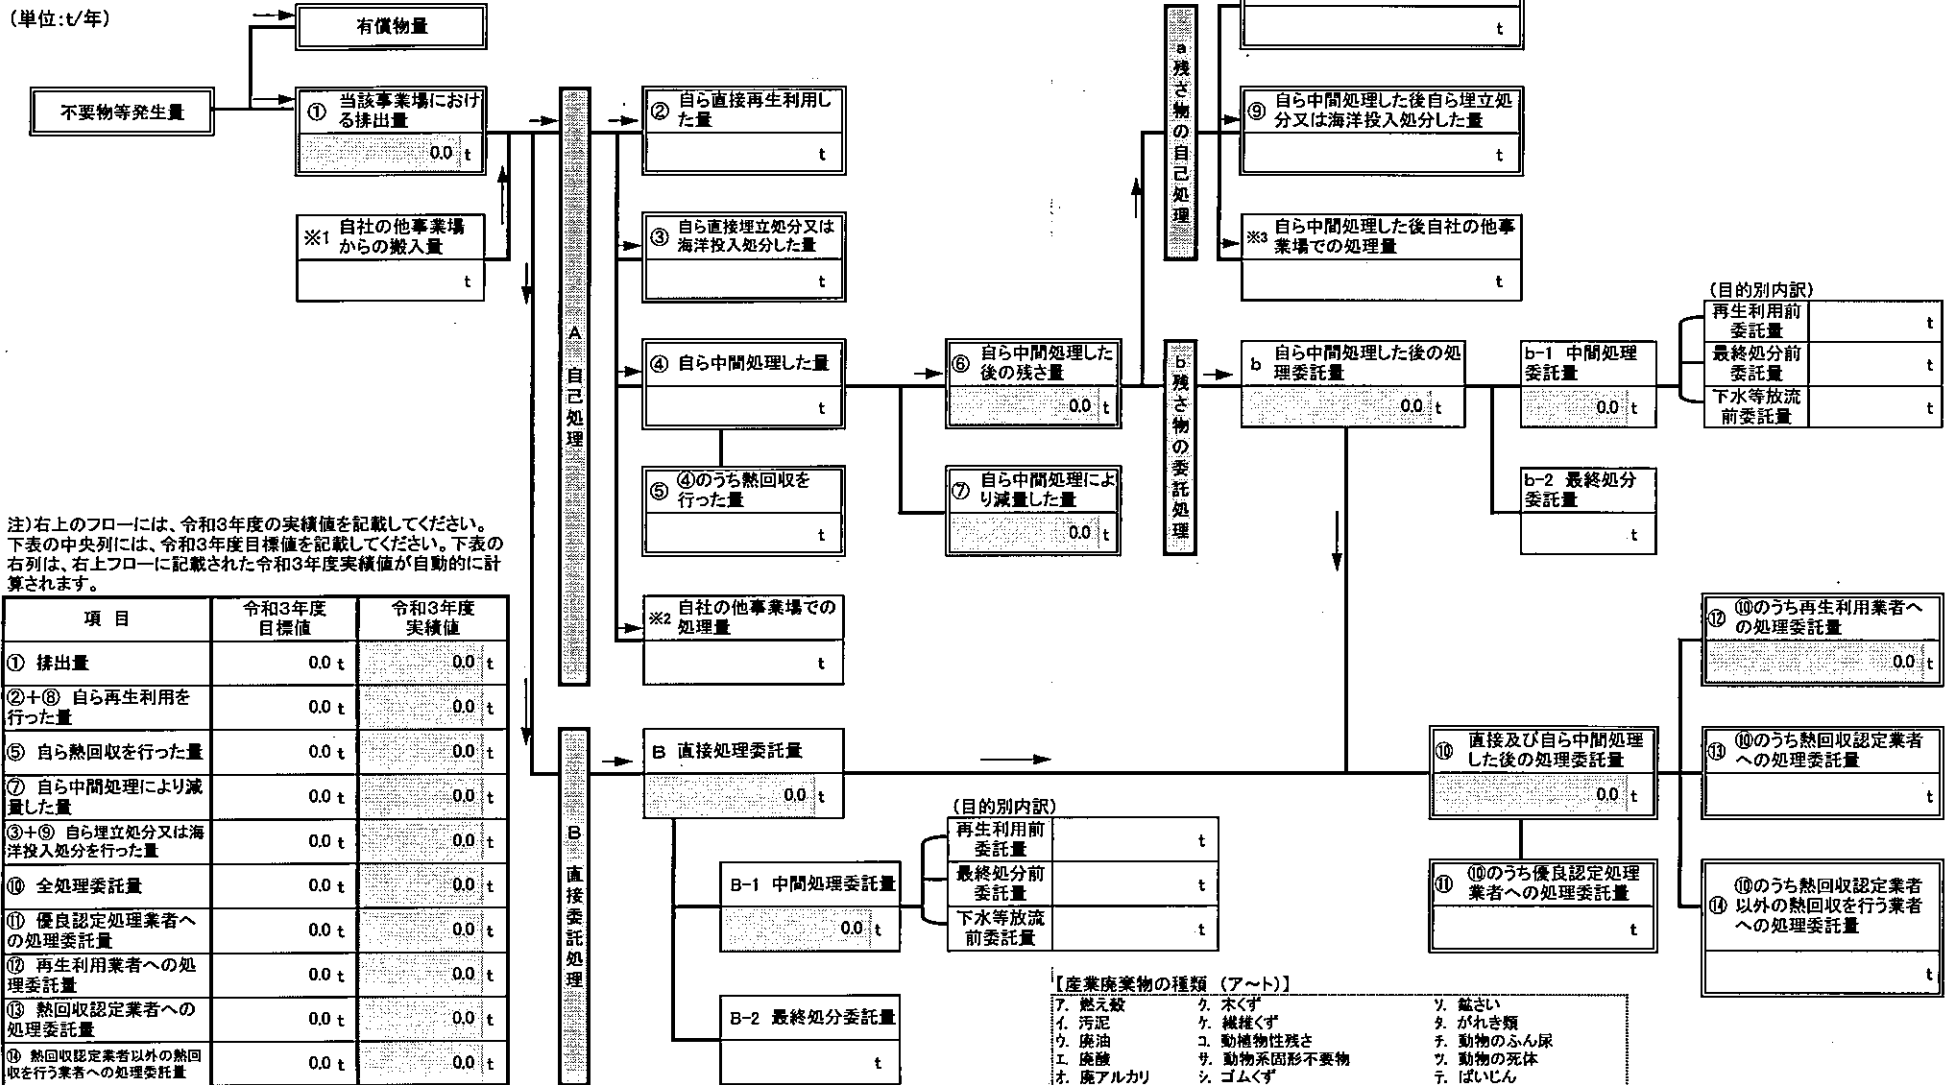 (単位:t/年)
有償物量
不要物等発生量
① 当該事業場におけ
る排出量
0.0 t
※1 自社の他事業場
からの搬入量
t
A 自己処理
② 自ら直接再生利用し
た量
t
③ 自ら直接埋立処分又は
海洋投入処分した量
t
④ 自ら中間処理した量
t
⑤ ④のうち熱回収を
行った量
t
※2 自社の他事業場での
処理量
t
⑥ 自ら中間処理した
後の残さ量
0.0 t
⑦ 自ら中間処理によ
り減量した量
0.0 t
a 残さ物の自己処理
t
⑨ 自ら中間処理した後自ら埋立処
分又は海洋投入処分した量
t
※3 自ら中間処理した後自社の他事
業場での処理量
t
b 残さ物の委託処理
b 自ら中間処理した後の処
理委託量
0.0 t
b-1 中間処理
委託量
0.0 t
(目的別内訳)
再生利用前
委託量 t
最終処分前
委託量 t
下水等放流
前委託量 t
b-2 最終処分
委託量
t
注)右上のフローには、令和3年度の実績値を記載してください。
下表の中央列には、令和3年度目標値を記載してください。下表の
右列は、右上フローに記載された令和3年度実績値が自動的に計
算されます。
項 目 令和3年度 目標値 令和3年度 実績値
① 排出量 0.0 t 0.0 t
②+⑧ 自ら再生利用を
行った量 0.0 t 0.0 t
⑤ 自ら熱回収を行った量 0.0 t 0.0 t
⑦ 自ら中間処理により減
量した量 0.0 t 0.0 t
③+⑨ 自ら埋立処分又は海
洋投入処分を行った量 0.0 t 0.0 t
⑩ 全処理委託量 0.0 t 0.0 t
⑪ 優良認定処理業者へ
の処理委託量 0.0 t 0.0 t
⑫ 再生利用業者への処
理委託量 0.0 t 0.0 t
⑬ 熱回収認定業者への
処理委託量 0.0 t 0.0 t
⑭ 熱回収認定業者以外の熱回
収を行う業者への処理委託量 0.0 t 0.0 t
B 直接委託処理
B 直接処理委託量
0.0 t
B-1 中間処理委託量
0.0 t
(目的別内訳)
再生利用前
委託量 t
最終処分前
委託量 t
下水等放流
前委託量 t
B-2 最終処分委託量
t
⑩ 直接及び自ら中間処理
した後の処理委託量
0.0 t
⑪ ⑩のうち優良認定処理
業者への処理委託量
t
⑫ ⑩のうち再生利用業者へ
の処理委託量
0.0 t
⑬ ⑩のうち熱回収認定業者
への処理委託量
t
⑭ ⑩のうち熱回収認定業者
以外の熱回収を行う業者
への処理委託量
t
【産業廃棄物の種類 (ア～ト)】
ア. 燃え殻 ク. 木くず ソ. 鉱さい
イ. 汚泥 ケ. 繊維くず タ. がれき類
ウ. 廃油 コ. 動植物性残さ チ. 動物のふん尿
エ. 廃酸 サ. 動物系固形不要物 ツ. 動物の死体
オ. 廃アルカリ シ. ゴムくず テ. ばいじん